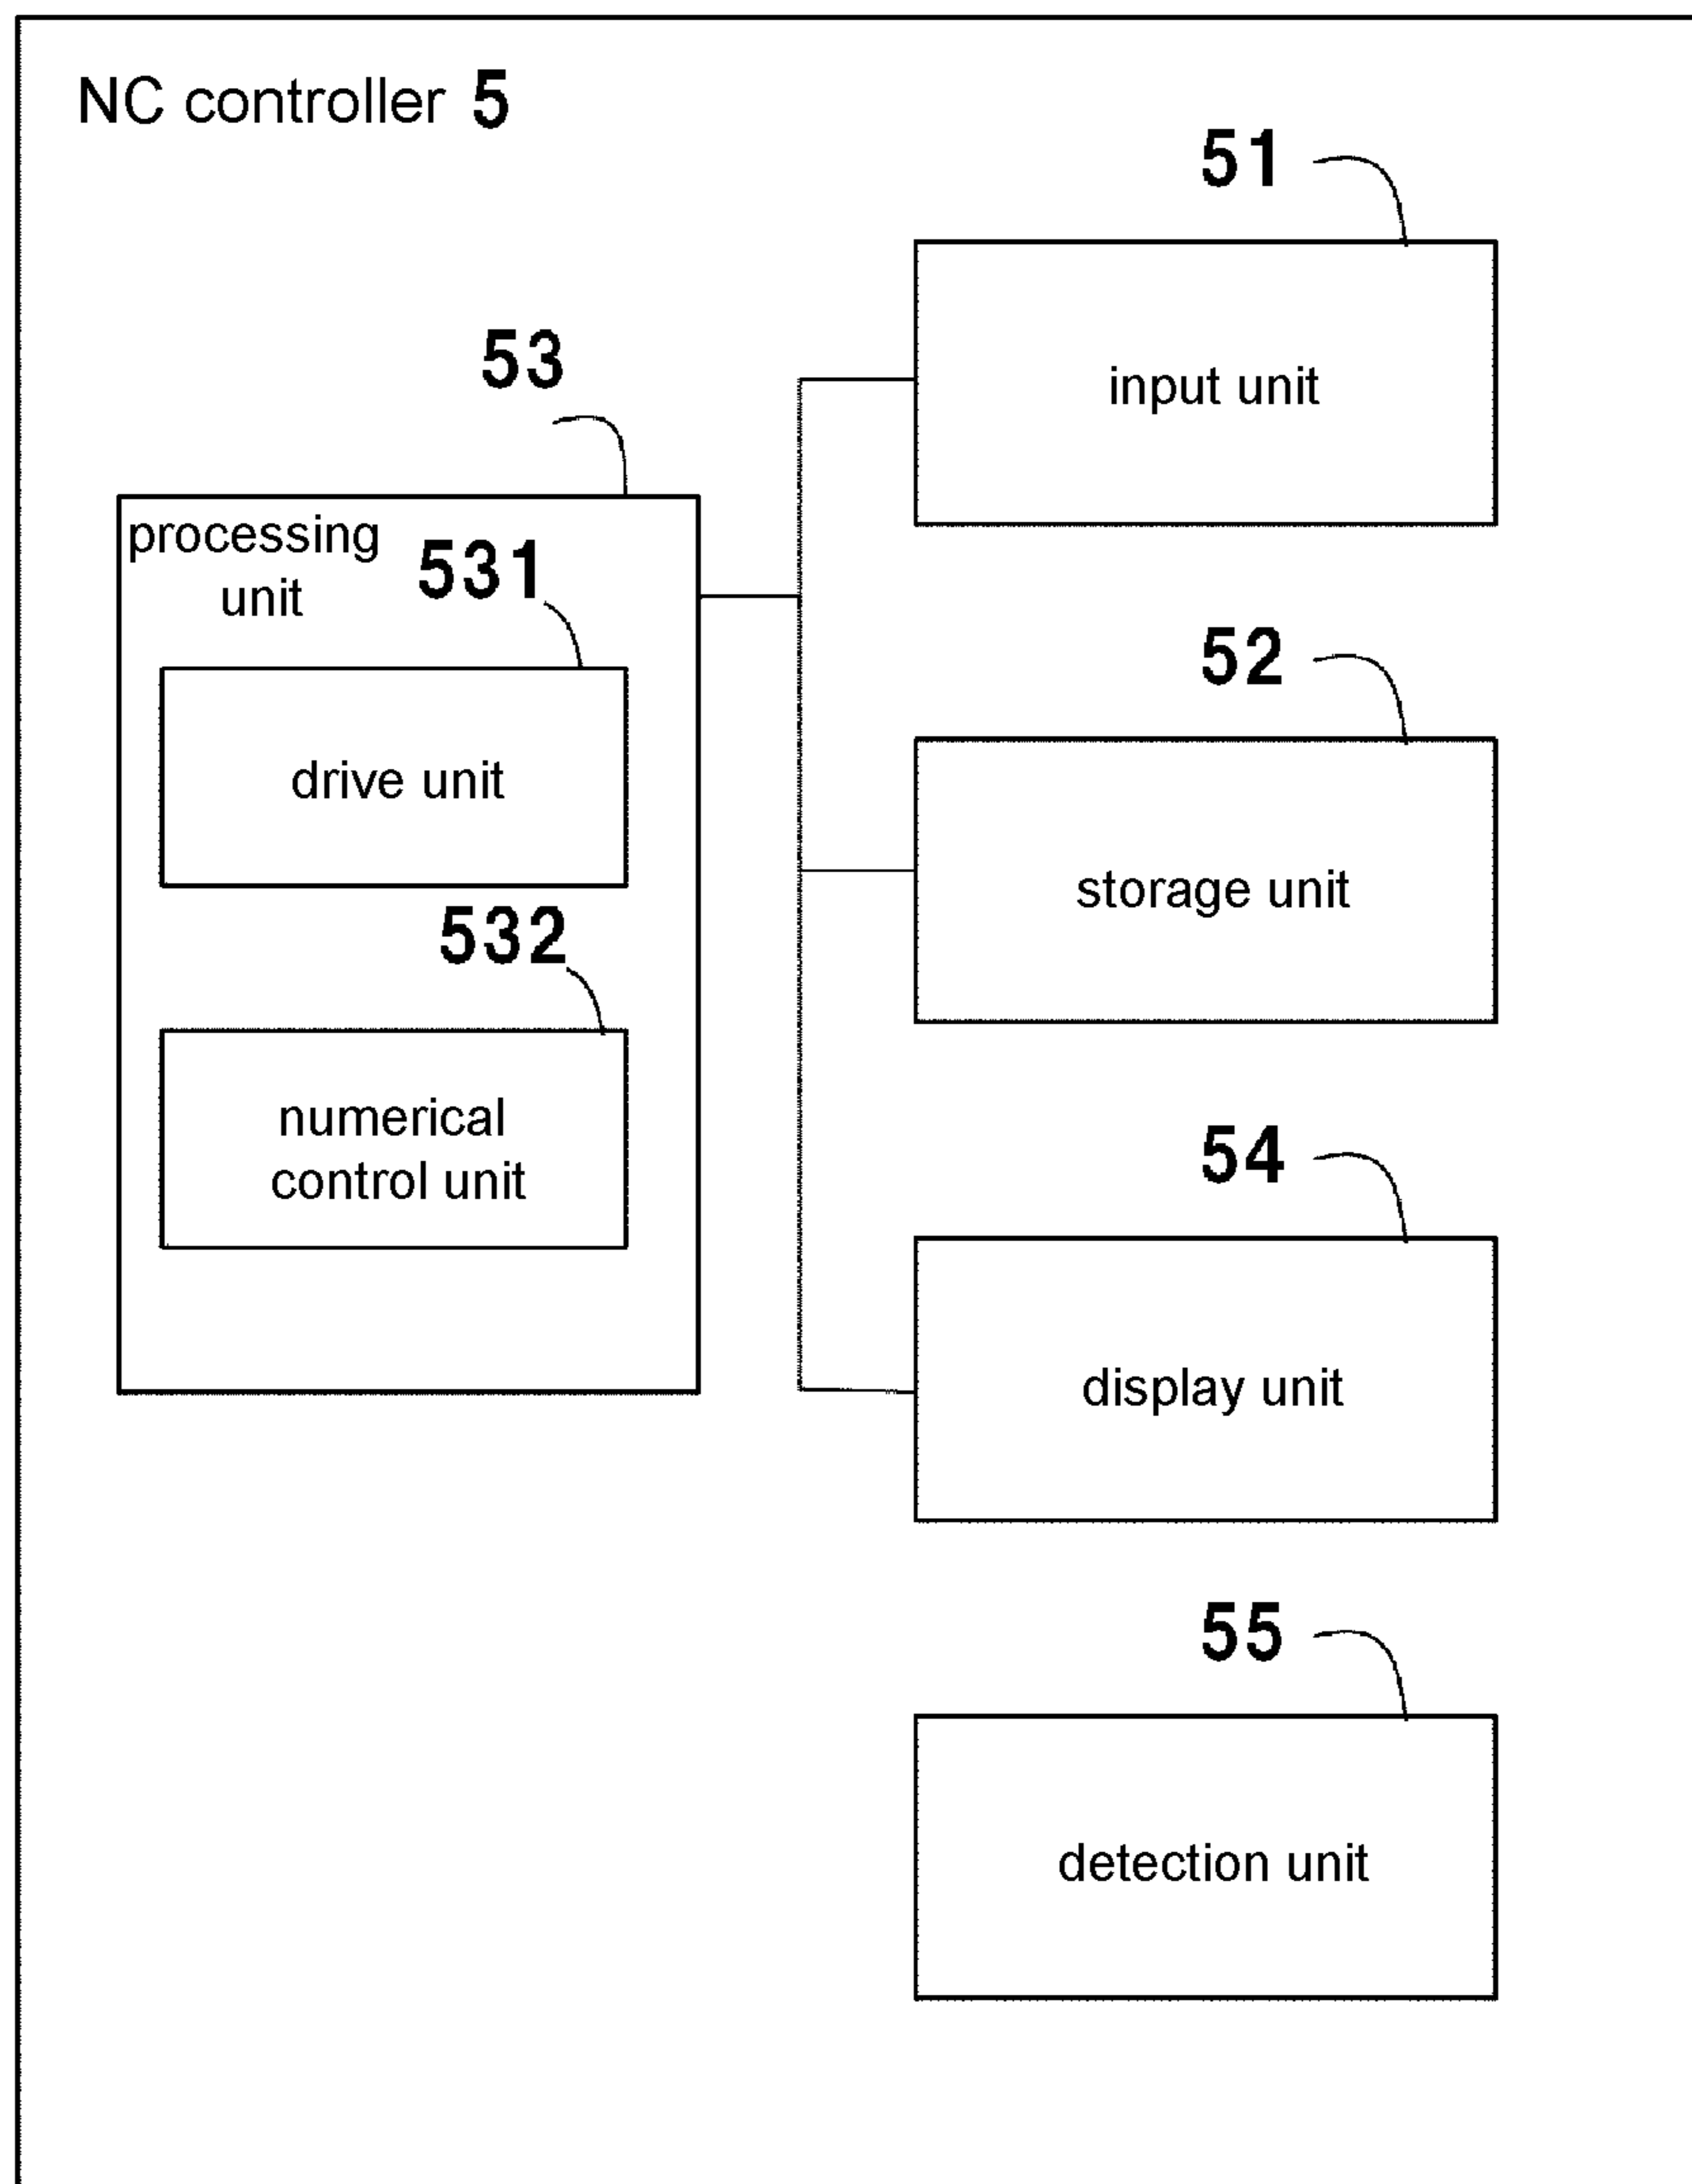 NC controller 5
51
input unit
53
processing
unit
531
drive unit
52
storage unit
532
numerical
control unit
54
display unit
55
detection unit